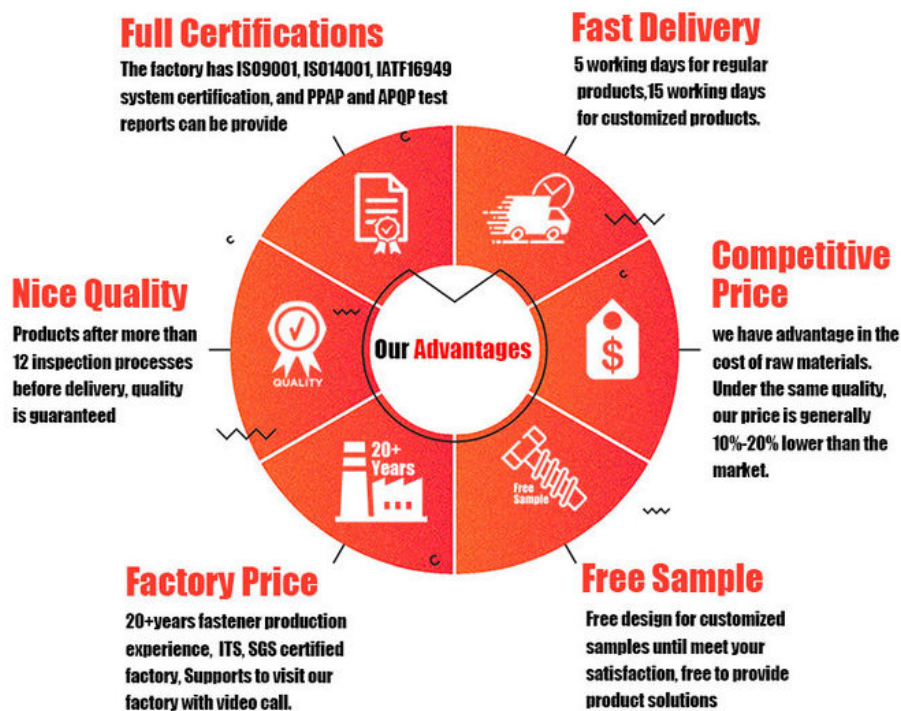 Full Certifications
The factory has ISO9001, ISO14001, IATF16949
system certification, and PPAP and APQP test
reports can be provide
Fast Delivery
5 working days for regular
products,15 working days
for customized products.
Nice Quality
Products after more than
12 inspection processes
before delivery, quality
is guaranteed
QUALITY
Our Advantages
$
Competitive
Price
we have advantage in the
cost of raw materials.
Under the same quality,
our price is generally
10%-20% lower than the
market.
20+
Years
Free
Sample
Factory Price
20+years fastener production
experience, ITS, SGS certified
factory, Supports to visit our
factory with video call.
Free Sample
Free design for customized
samples until meet your
satisfaction, free to provide
product solutions